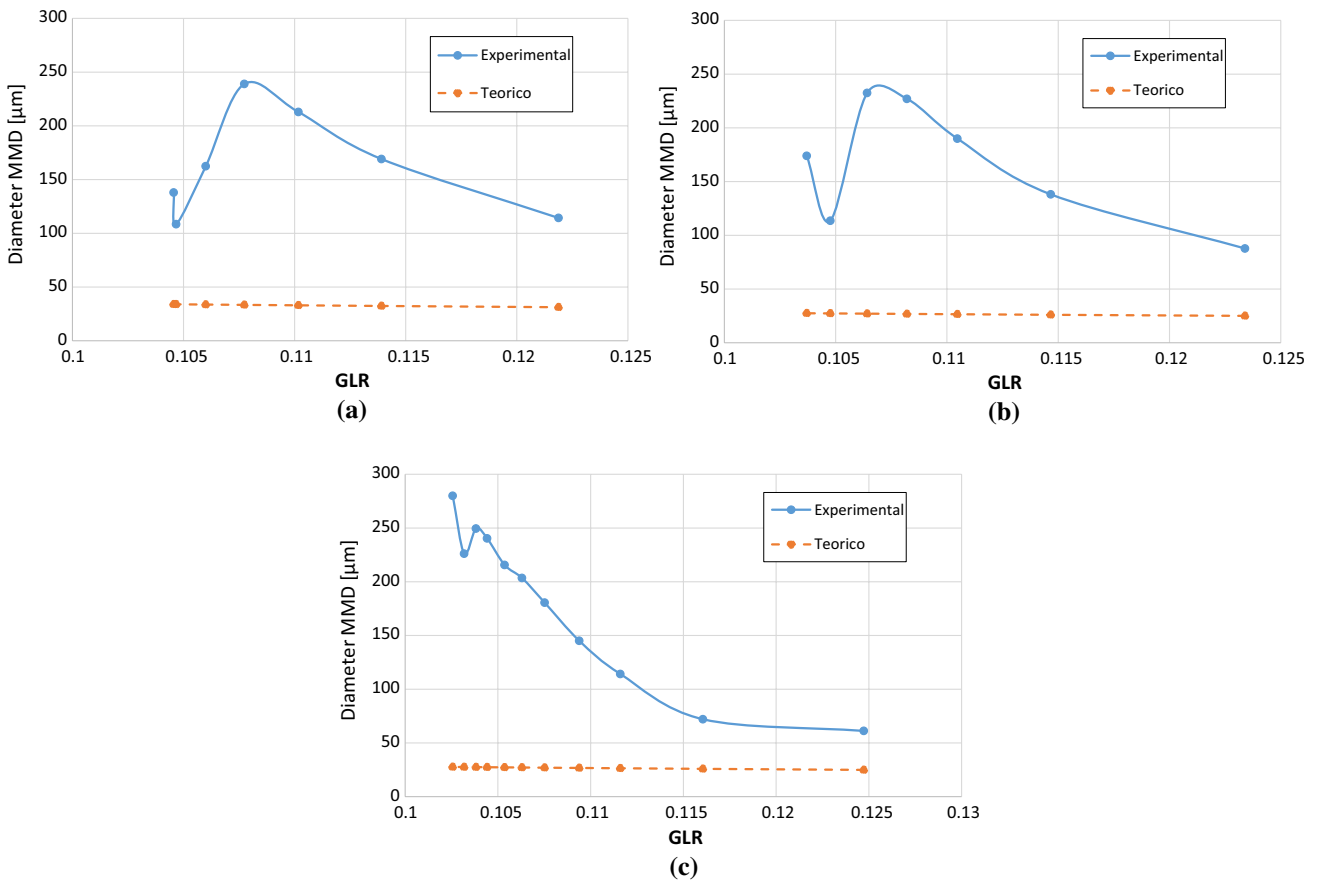 300
250
200
150
100
50
0
Diameter MMD [µm]
Experimental
Teorico
0.1 0.105 0.11 0.115 0.12 0.125
GLR
(a)
300
250
200
150
100
50
0
Diameter MMD [µm]
Experimental
Teorico
0.1 0.105 0.11 0.115 0.12 0.125
GLR
(b)
300
250
200
150
100
50
0
Diameter MMD [µm]
Experimental
Teorico
0.1 0.105 0.11 0.115 0.12 0.125 0.13
GLR
(c)